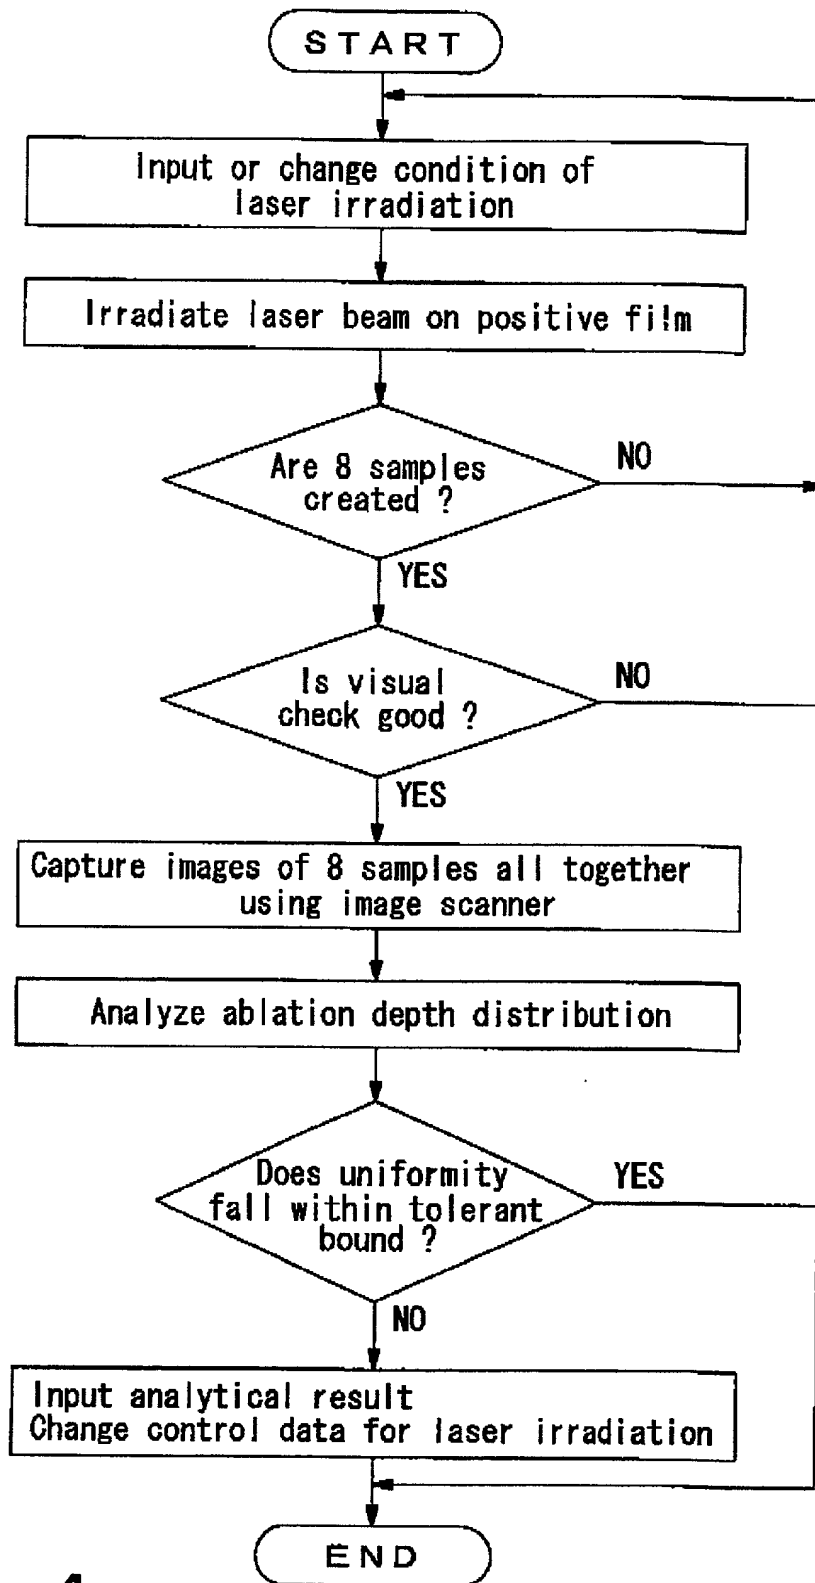 START
Input or change condition of
laser irradiation
Irradiate laser beam on positive film
Are 8 samples
created ?
NO
YES
Is visual
check good ?
NO
YES
Capture images of 8 samples all together
using image scanner
Analyze ablation depth distribution
Does uniformity
fall within tolerant
bound ?
YES
NO
Input analytical result
Change control data for laser irradiation
END